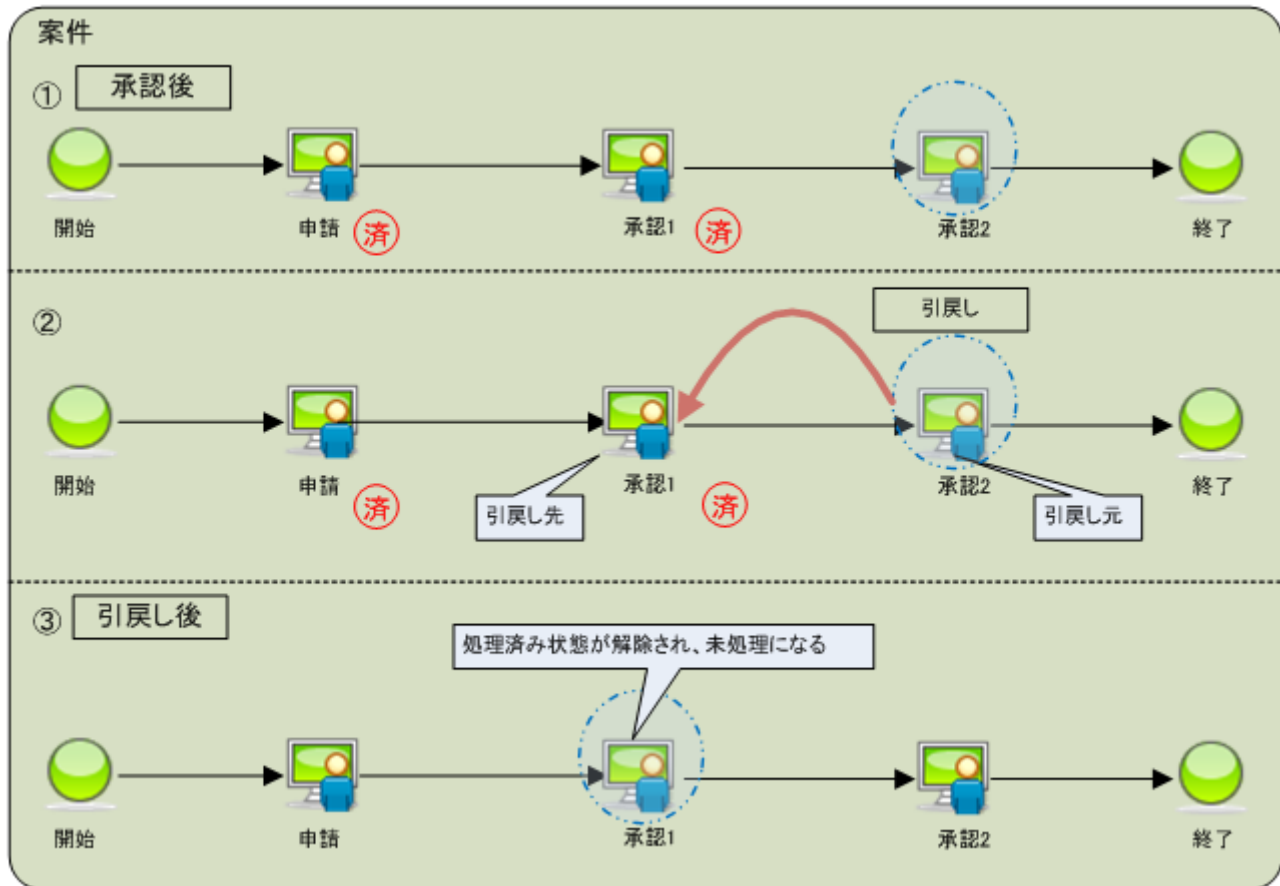 案件
① 承認後
開始
申請
済
承認1
済
承認2
終了
②
引戻し
開始
申請
済
引戻し先
承認1
済
承認2
引戻し元
終了
③ 引戻し後
処理済み状態が解除され、未処理になる
開始
申請
承認1
承認2
終了